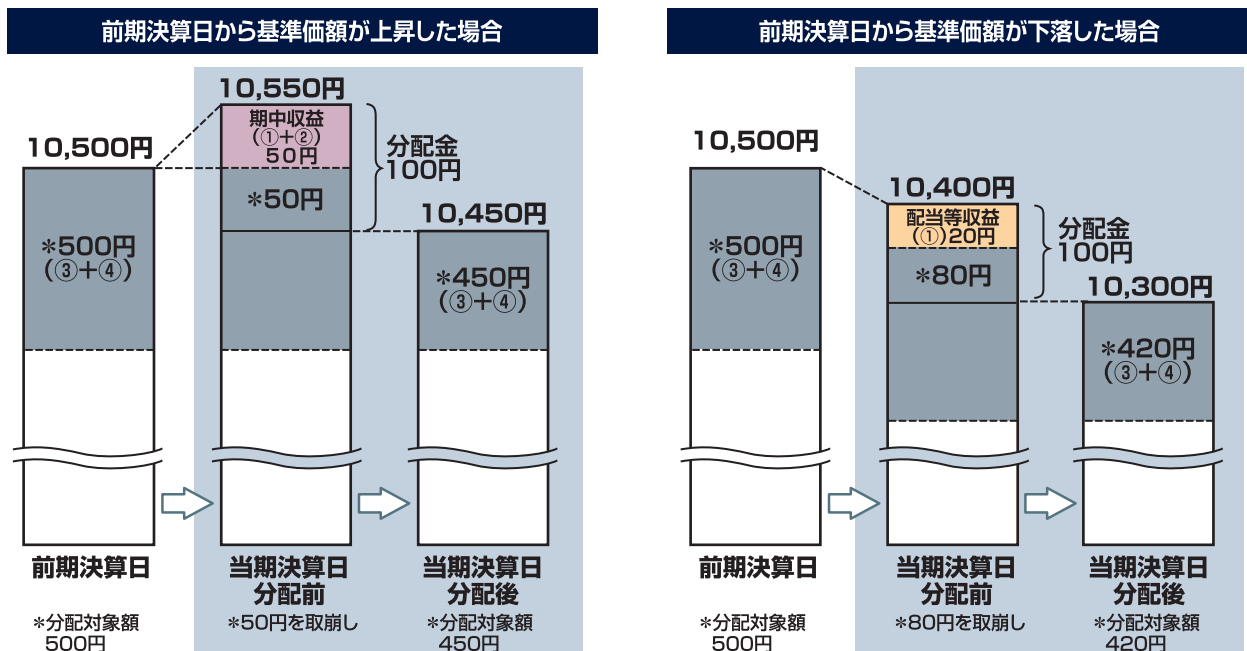 前期決算日から基準価額が上昇した場合
10,550円
期中収益
(①+②)
50円
10,500円
分配金
100円
*50円
10,450円
*500円
(③+④)
*450円
(③+④)
前期決算日
当期決算日
分配前
当期決算日
分配後
*分配対象額
500円
*50円を取崩し
*分配対象額
450円
前期決算日から基準価額が下落した場合
10,500円
10,400円
配当等収益
(①)20円
分配金
100円
*500円
(③+④)
*80円
10,300円
*420円
(③+④)
前期決算日
当期決算日
分配前
当期決算日
分配後
*分配対象額
500円
*80円を取崩し
*分配対象額
420円